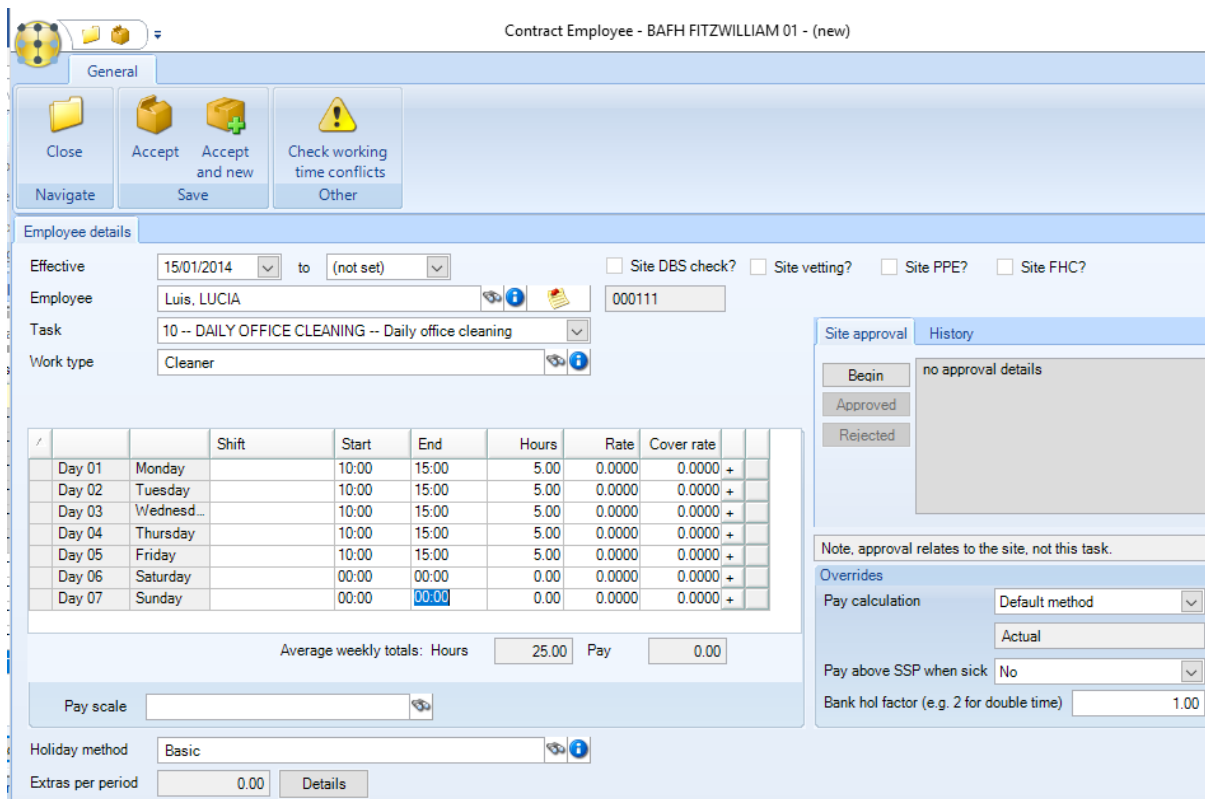 Contract Employee - BAFH FITZWILLIAM 01 - (new)
General
Close Accept Accept and new Check working time conflicts
Navigate Save Other
Employee details
Effective 15/01/2014 to (not set) Site DBS check? Site vetting? Site PPE? Site FHC?
Employee Luis, LUCIA 000111
Task 10 -- DAILY OFFICE CLEANING -- Daily office cleaning
Work type Cleaner
Site approval History
Begin no approval details
Approved
Rejected
Shift Start End Hours Rate Cover rate
Day 01 Monday 10:00 15:00 5.00 0.0000 0.0000 +
Day 02 Tuesday 10:00 15:00 5.00 0.0000 0.0000 +
Day 03 Wednesd... 10:00 15:00 5.00 0.0000 0.0000 +
Day 04 Thursday 10:00 15:00 5.00 0.0000 0.0000 +
Day 05 Friday 10:00 15:00 5.00 0.0000 0.0000 +
Day 06 Saturday 00:00 00:00 0.00 0.0000 0.0000 +
Day 07 Sunday 00:00 00:00 0.00 0.0000 0.0000 +
Average weekly totals: Hours 25.00 Pay 0.00
Note, approval relates to the site, not this task.
Overrides
Pay calculation Default method
Actual
Pay above SSP when sick No
Bank hol factor (e.g. 2 for double time) 1.00
Pay scale
Holiday method Basic
Extras per period 0.00 Details